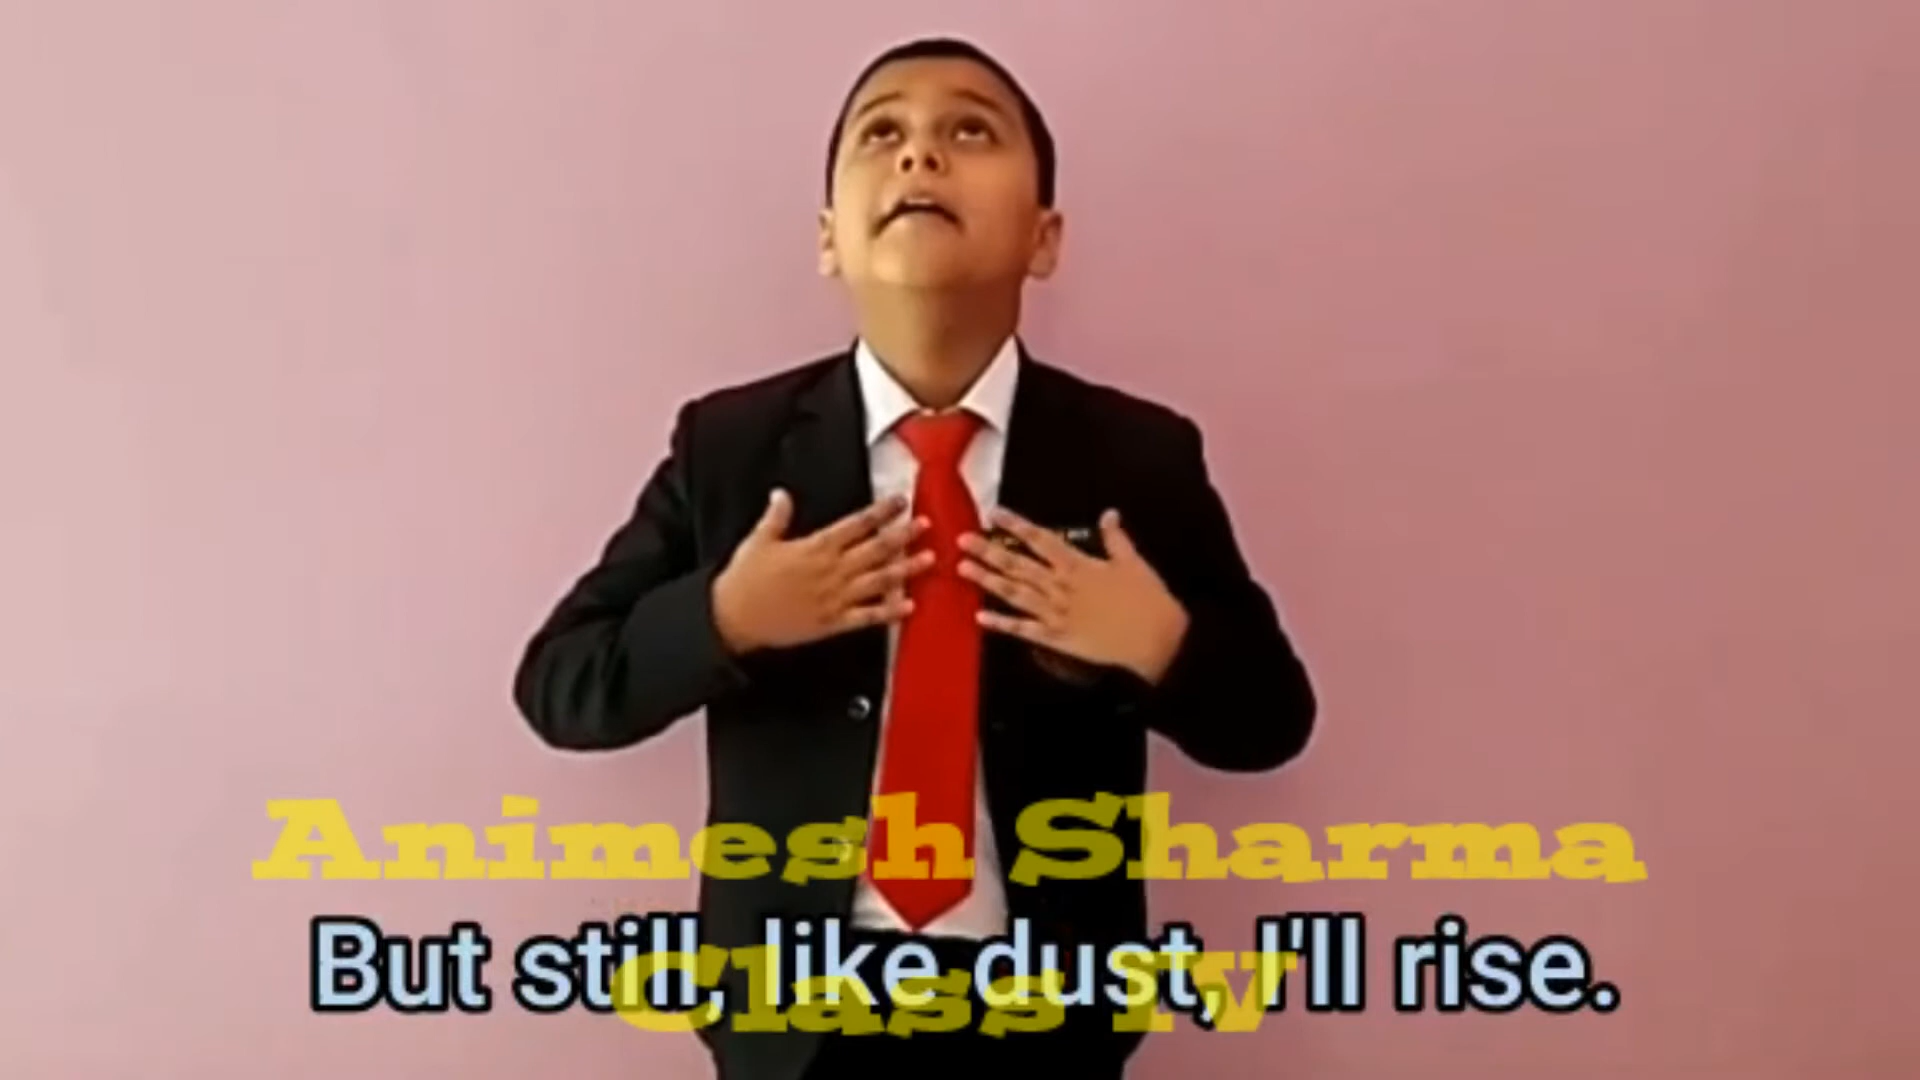 Animesh Sharma
But still, like dust, I'll rise.
Class IV